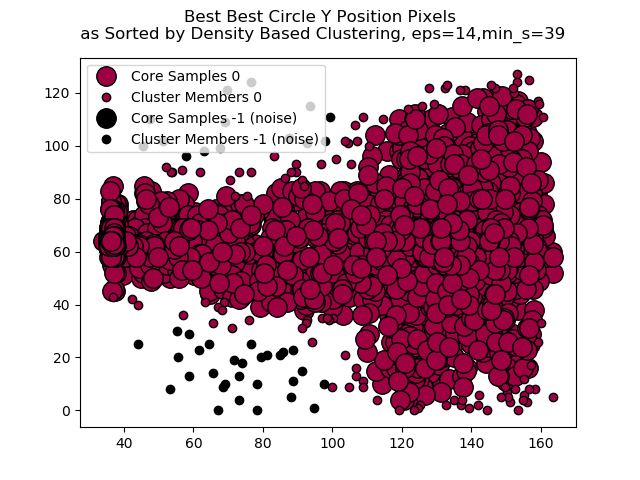 Best Best Circle Y Position Pixels
as Sorted by Density Based Clustering, eps=14,min_s=39
Core Samples 0
Cluster Members 0
Core Samples -1 (noise)
Cluster Members -1 (noise)
120
100
80
60
40
20
0
40 60 80 100 120 140 160